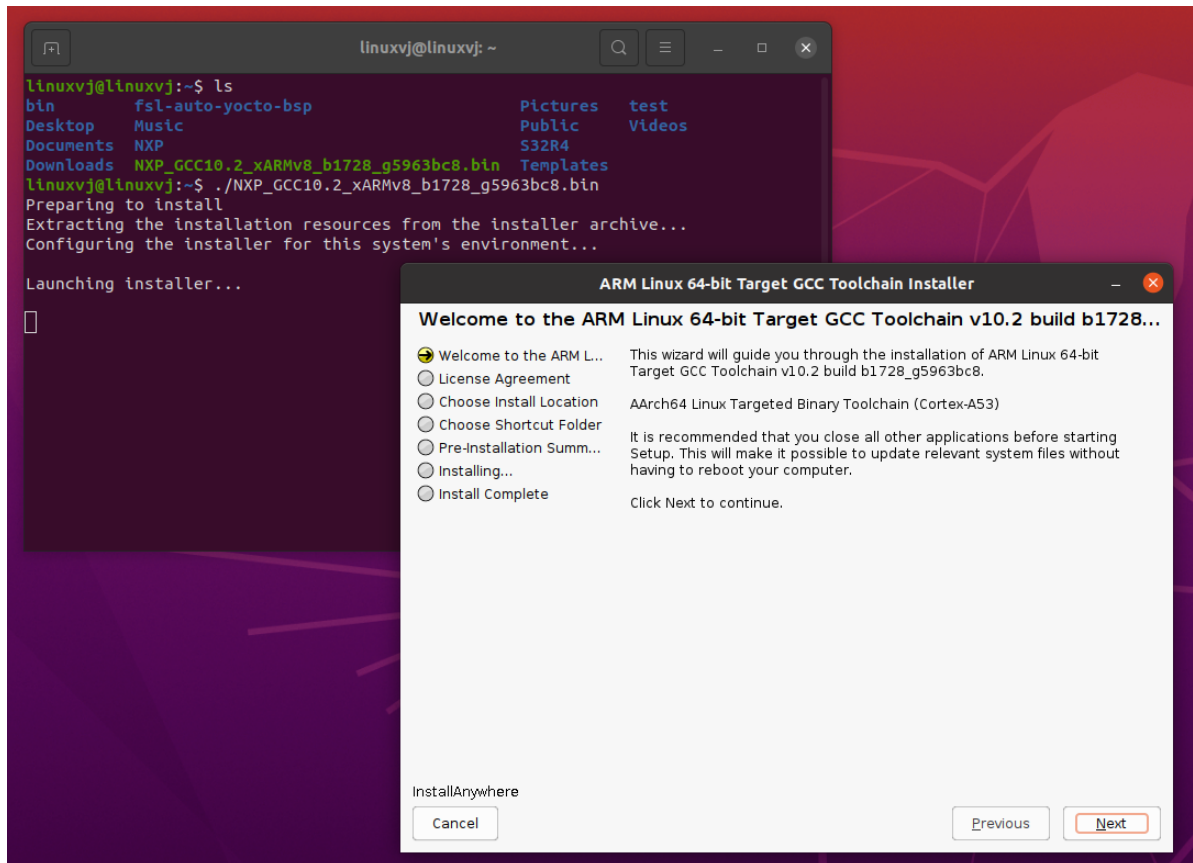 linuxvj@linuxvj: ~
linuxvj@linuxvj:~$ ls
bin fsl-auto-yocto-bsp Pictures test
Desktop Music Public Videos
Documents NXP S32R4
Downloads NXP_GCC10.2_xARMv8_b1728_g5963bc8.bin Templates
linuxvj@linuxvj:~$ ./NXP_GCC10.2_xARMv8_b1728_g5963bc8.bin
Preparing to install
Extracting the installation resources from the installer archive...
Configuring the installer for this system's environment...
Launching installer...
ARM Linux 64-bit Target GCC Toolchain Installer
Welcome to the ARM Linux 64-bit Target GCC Toolchain v10.2 build b1728...
Welcome to the ARM L...
License Agreement
Choose Install Location
Choose Shortcut Folder
Pre-Installation Summ...
Installing...
Install Complete
This wizard will guide you through the installation of ARM Linux 64-bit
Target GCC Toolchain v10.2 build b1728_g5963bc8.
AArch64 Linux Targeted Binary Toolchain (Cortex-A53)
It is recommended that you close all other applications before starting
Setup. This will make it possible to update relevant system files without
having to reboot your computer.
Click Next to continue.
InstallAnywhere
Cancel
Previous
Next